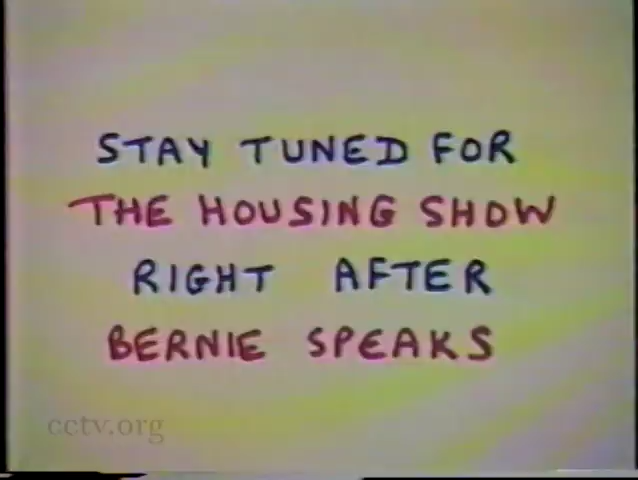 STAY TUNED FOR
THE HOUSING SHOW
RIGHT AFTER
BERNIE SPEAKS
cctv.org